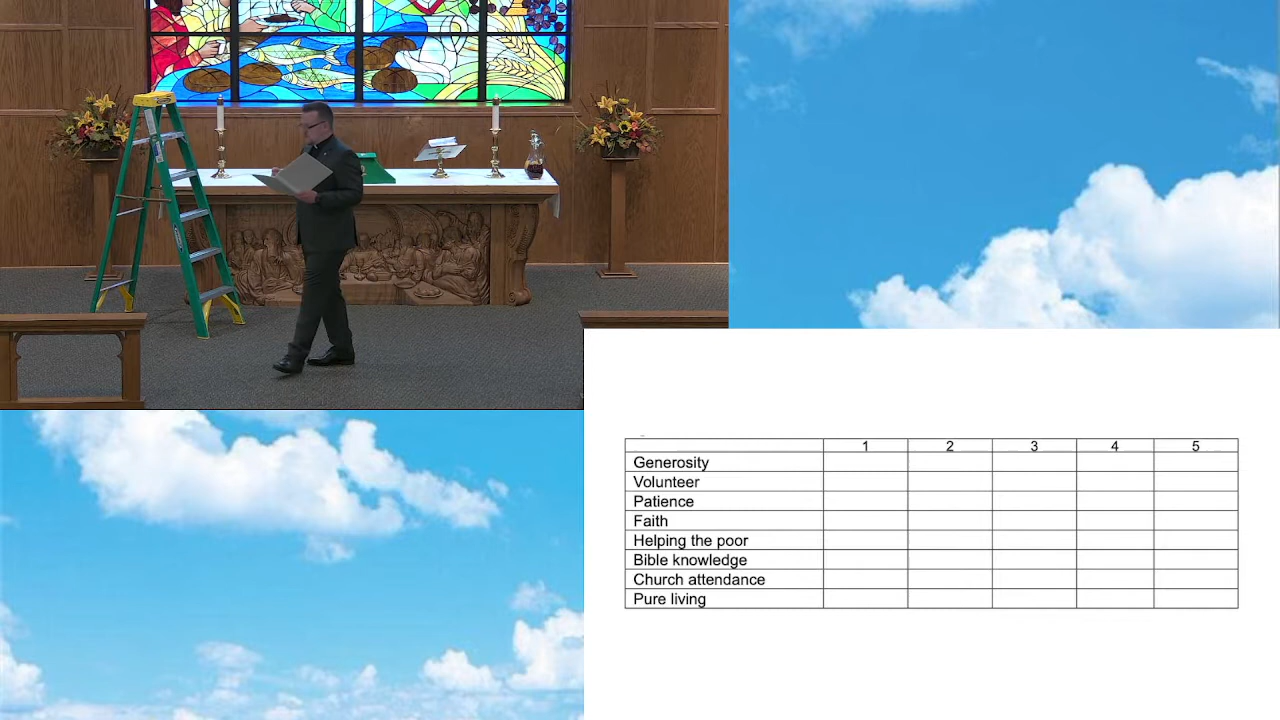 1 2 3 4 5
Generosity
Volunteer
Patience
Faith
Helping the poor
Bible knowledge
Church attendance
Pure living